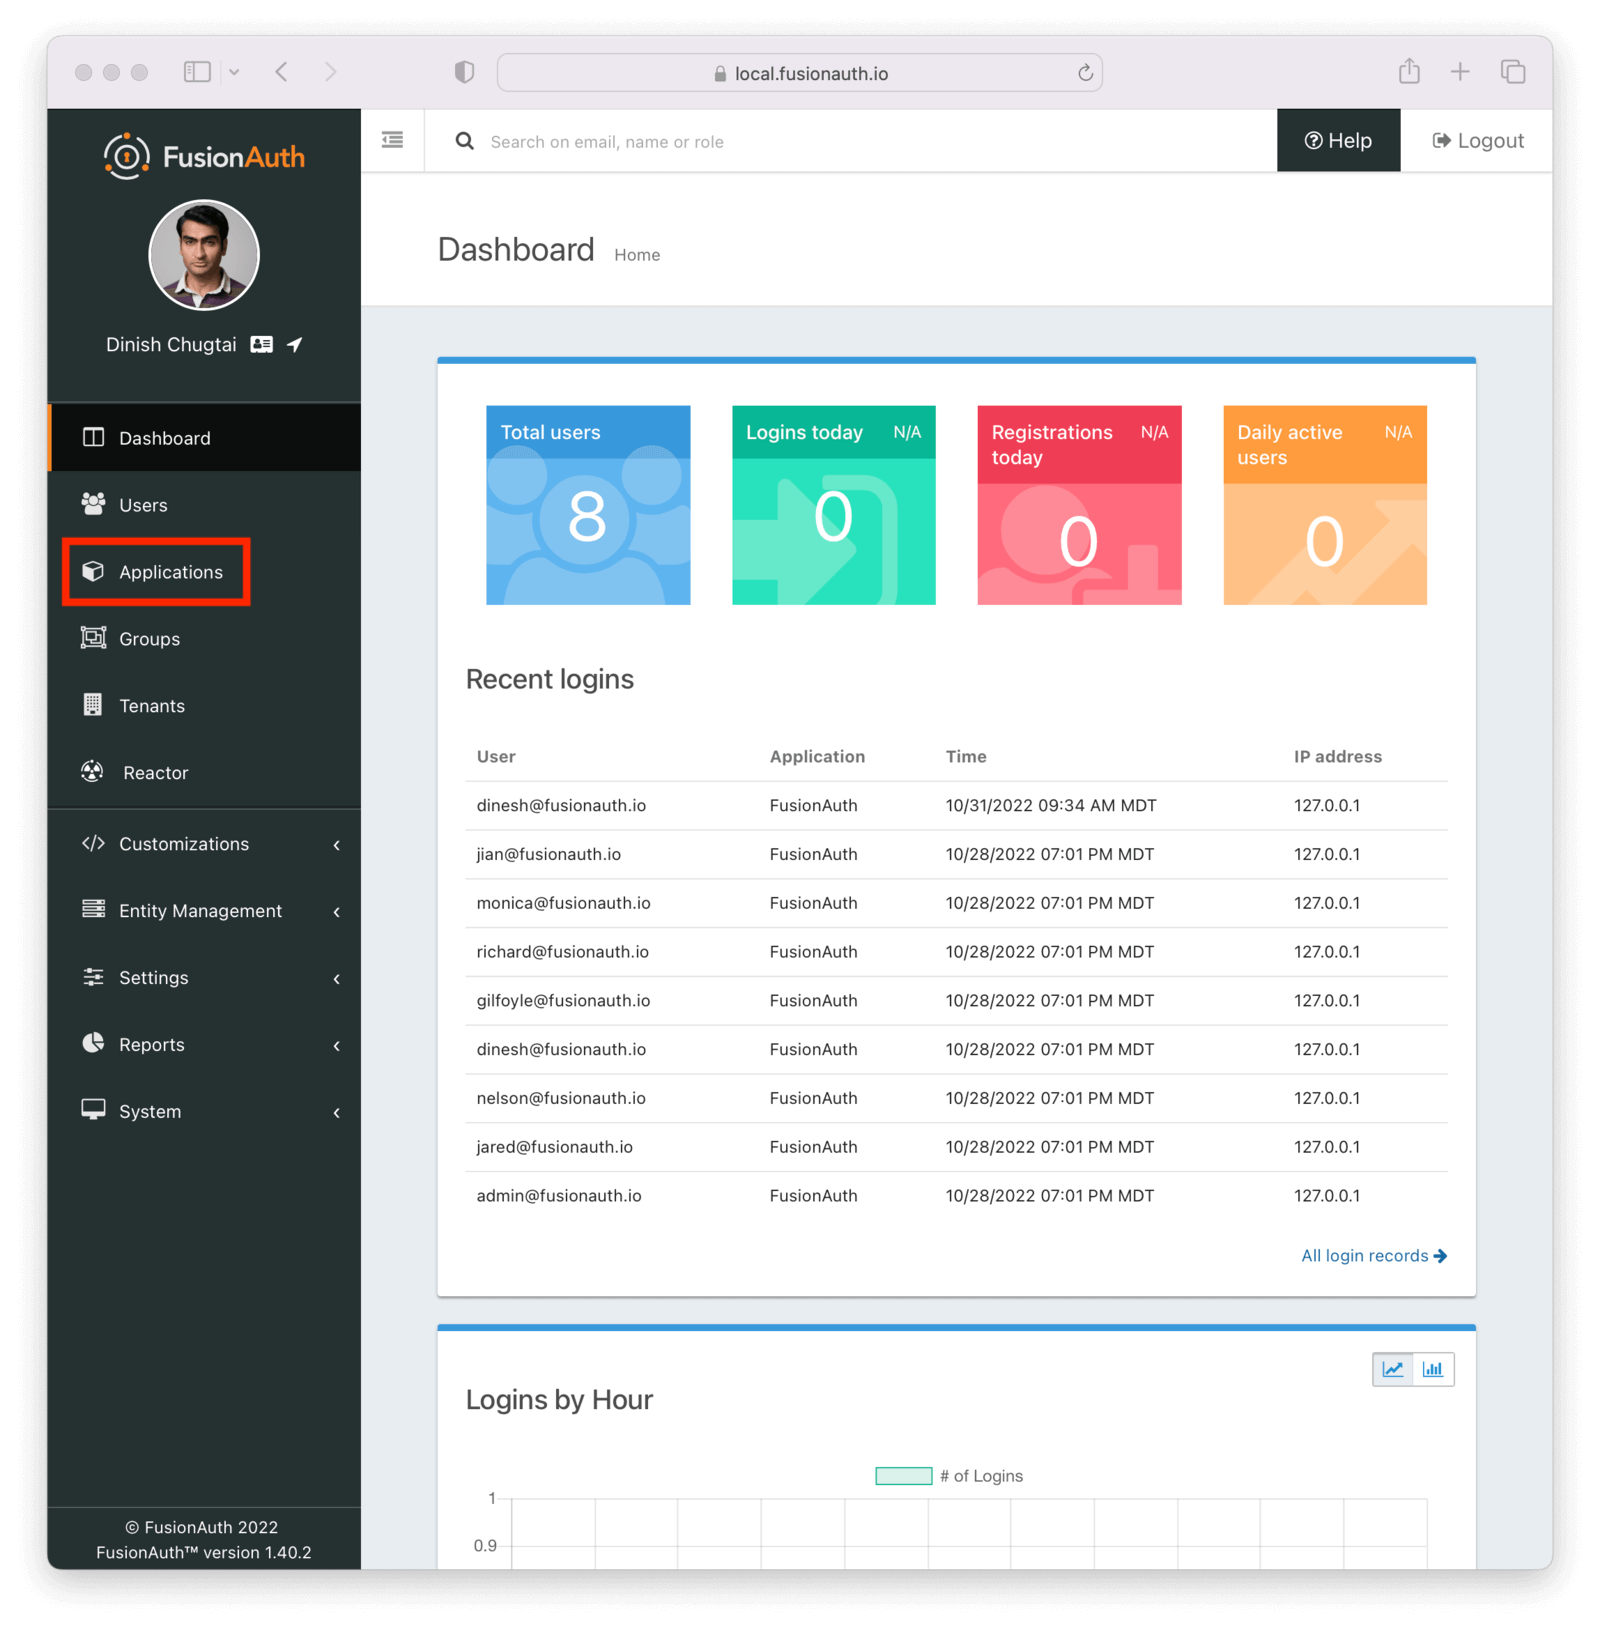 local.fusionauth.io
FusionAuth
Search on email, name or role
Help
Logout
Dinish Chugtai
Dashboard
Users
Applications
Groups
Tenants
Reactor
Customizations
Entity Management
Settings
Reports
System
© FusionAuth 2022
FusionAuth™ version 1.40.2
Dashboard Home
Total users
8
Logins today N/A
0
Registrations today N/A
0
Daily active users N/A
0
Recent logins
User Application Time IP address
dinesh@fusionauth.io FusionAuth 10/31/2022 09:34 AM MDT 127.0.0.1
jian@fusionauth.io FusionAuth 10/28/2022 07:01 PM MDT 127.0.0.1
monica@fusionauth.io FusionAuth 10/28/2022 07:01 PM MDT 127.0.0.1
richard@fusionauth.io FusionAuth 10/28/2022 07:01 PM MDT 127.0.0.1
gilfoyle@fusionauth.io FusionAuth 10/28/2022 07:01 PM MDT 127.0.0.1
dinesh@fusionauth.io FusionAuth 10/28/2022 07:01 PM MDT 127.0.0.1
nelson@fusionauth.io FusionAuth 10/28/2022 07:01 PM MDT 127.0.0.1
jared@fusionauth.io FusionAuth 10/28/2022 07:01 PM MDT 127.0.0.1
admin@fusionauth.io FusionAuth 10/28/2022 07:01 PM MDT 127.0.0.1
All login records
Logins by Hour
# of Logins
1
0.9